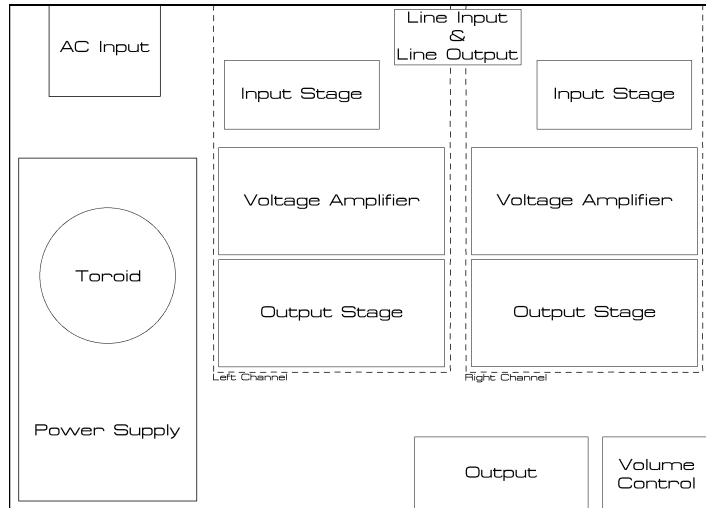 AC Input
Line Input
&
Line Output
Input Stage
Input Stage
Voltage Amplifier
Voltage Amplifier
Toroid
Output Stage
Output Stage
Left Channel
Right Channel
Power Supply
Output
Volume
Control